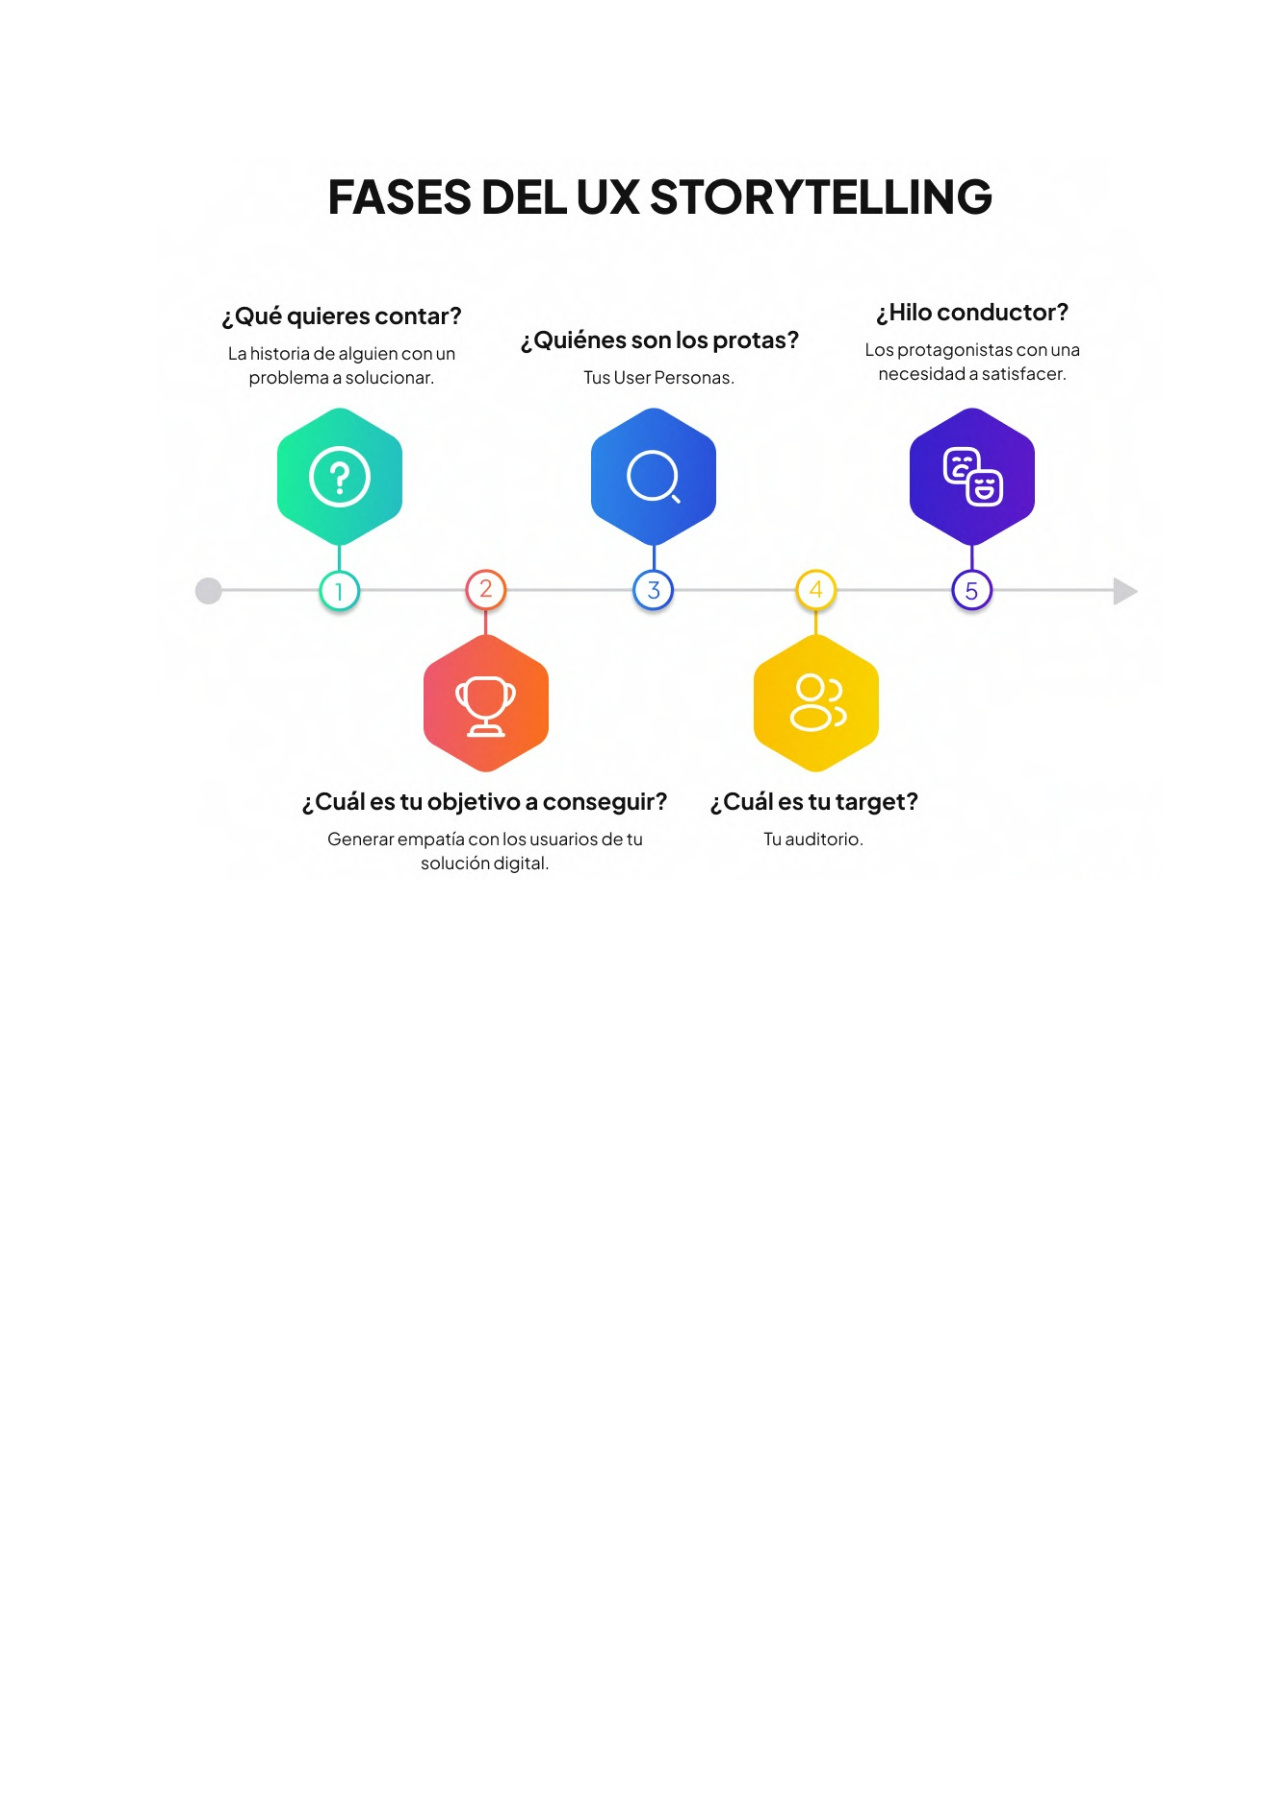 FASES DEL UX STORYTELLING
¿Qué quieres contar?
La historia de alguien con un
problema a solucionar.
¿Quiénes son los protas?
Tus User Personas.
¿Hilo conductor?
Los protagonistas con una
necesidad a satisfacer.
?
1
2
3
4
5
¿Cuál es tu objetivo a conseguir?
Generar empatía con los usuarios de tu
solución digital.
¿Cuál es tu target?
Tu auditorio.